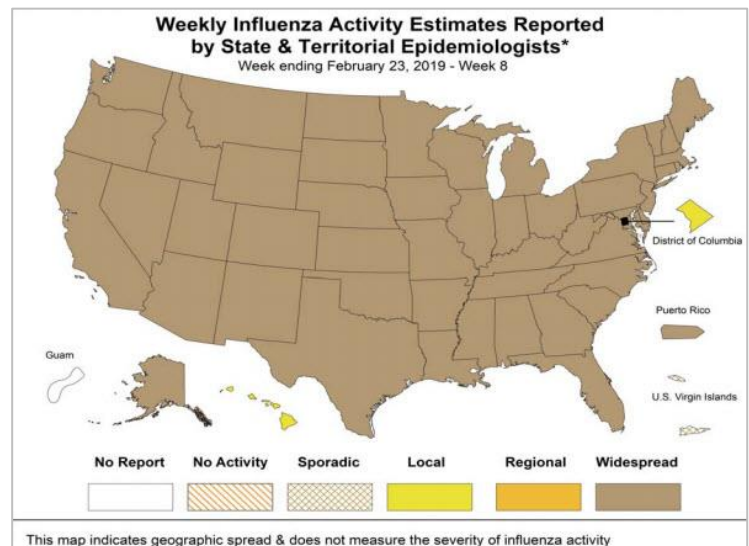 Weekly Influenza Activity Estimates Reported
by State & Territorial Epidemiologists*
Week ending February 23, 2019 - Week 8
District of Columbia
Puerto Rico
Guam
U.S. Virgin Islands
No Report No Activity Sporadic Local Regional Widespread
This map indicates geographic spread & does not measure the severity of influenza activity